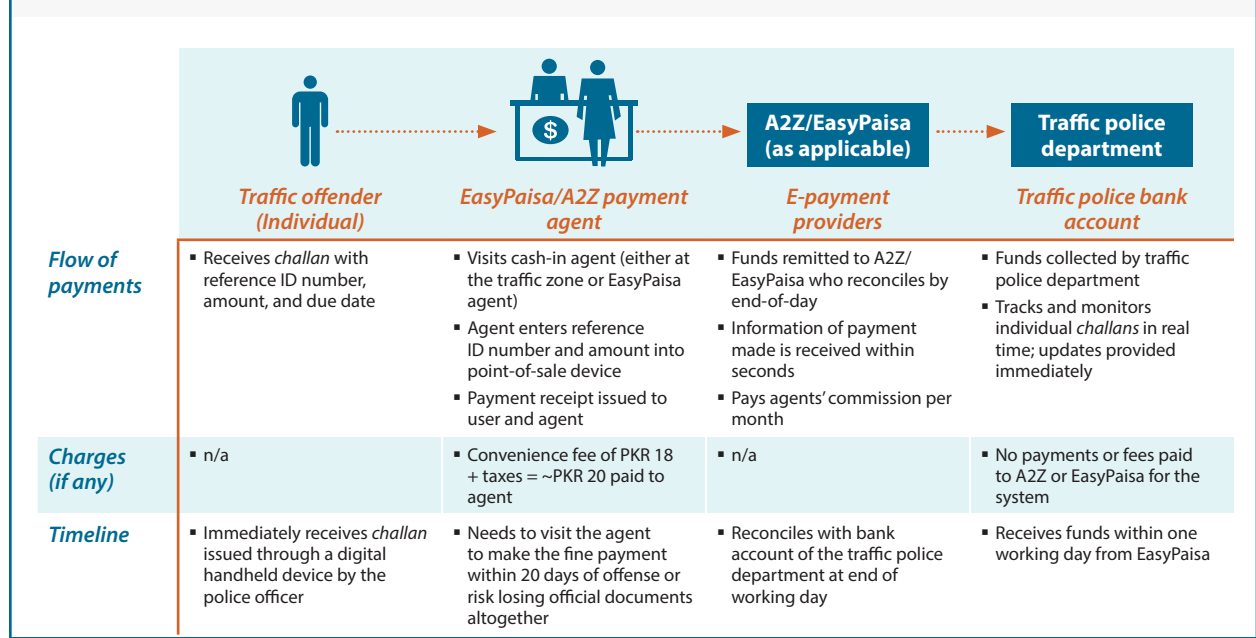 $
A2Z/EasyPaisa
(as applicable)
Traffic police
department
Traffic offender
(Individual)
EasyPaisa/A2Z payment
agent
E-payment
providers
Traffic police bank
account
Flow of
payments
▪ Receives challan with
reference ID number,
amount, and due date
▪ Visits cash-in agent (either at
the traffic zone or EasyPaisa
agent)
▪ Agent enters reference
ID number and amount into
point-of-sale device
▪ Payment receipt issued to
user and agent
▪ Funds remitted to A2Z/
EasyPaisa who reconciles by
end-of-day
▪ Information of payment
made is received within
seconds
▪ Pays agents’ commission per
month
▪ Funds collected by traffic
police department
▪ Tracks and monitors
individual challans in real
time; updates provided
immediately
Charges
(if any)
▪ n/a
▪ Convenience fee of PKR 18
+ taxes = ~PKR 20 paid to
agent
▪ n/a
▪ No payments or fees paid
to A2Z or EasyPaisa for the
system
Timeline
▪ Immediately receives challan
issued through a digital
handheld device by the
police officer
▪ Needs to visit the agent
to make the fine payment
within 20 days of offense or
risk losing official documents
altogether
▪ Reconciles with bank
account of the traffic police
department at end of
working day
▪ Receives funds within one
working day from EasyPaisa